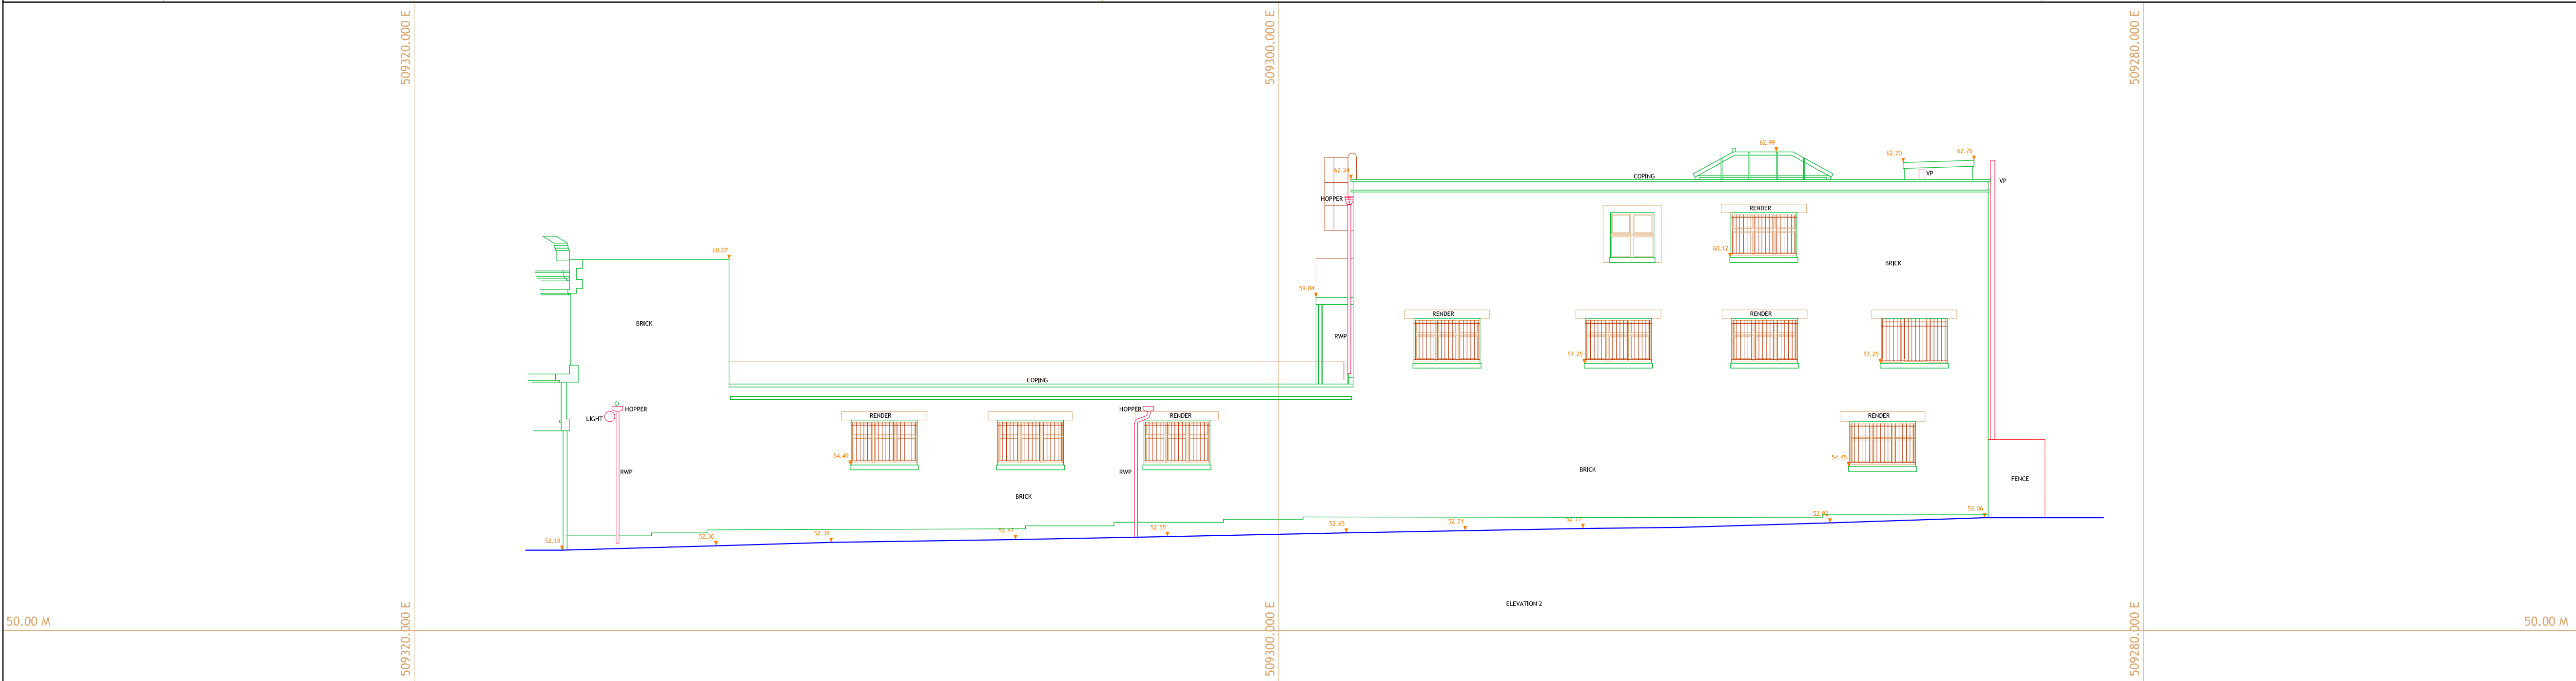 509320.000 E
509300.000 E
509280.000 E
62.99
62.70
62.76
62.24
COPING
VP
VP
HOPPER
RENDER
60.07
60.12
BRICK
59.04
RENDER
RENDER
BRICK
RWP
57.25
57.25
COPING
HOPPER
LIGHT
HOPPER
RENDER
RENDER
RENDER
54.49
54.45
RWP
RWP
BRICK
FENCE
BRICK
52.18
52.30
52.39
52.47
52.55
52.65
52.71
52.77
52.92
53.06
ELEVATION 2
50.00 M
50.00 M
509320.000 E
509300.000 E
509280.000 E